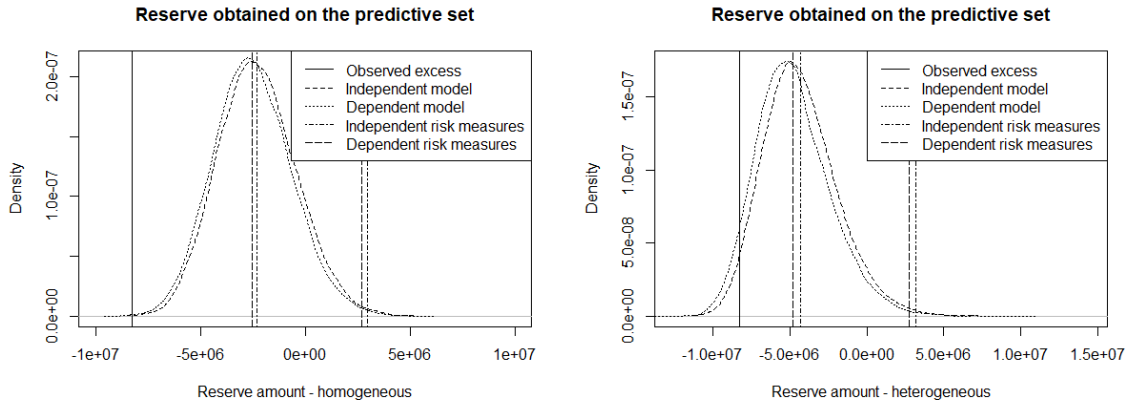 Reserve obtained on the predictive set
Observed excess
Independent model
Dependent model
Independent risk measures
Dependent risk measures
Density
0.0e+00
1.0e-07
2.0e-07
-1e+07
-5e+06
0e+00
5e+06
1e+07
Reserve amount - homogeneous
Reserve obtained on the predictive set
Observed excess
Independent model
Dependent model
Independent risk measures
Dependent risk measures
Density
0.0e+00
5.0e-08
1.0e-07
1.5e-07
-1.0e+07
-5.0e+06
0.0e+00
5.0e+06
1.0e+07
1.5e+07
Reserve amount - heterogeneous